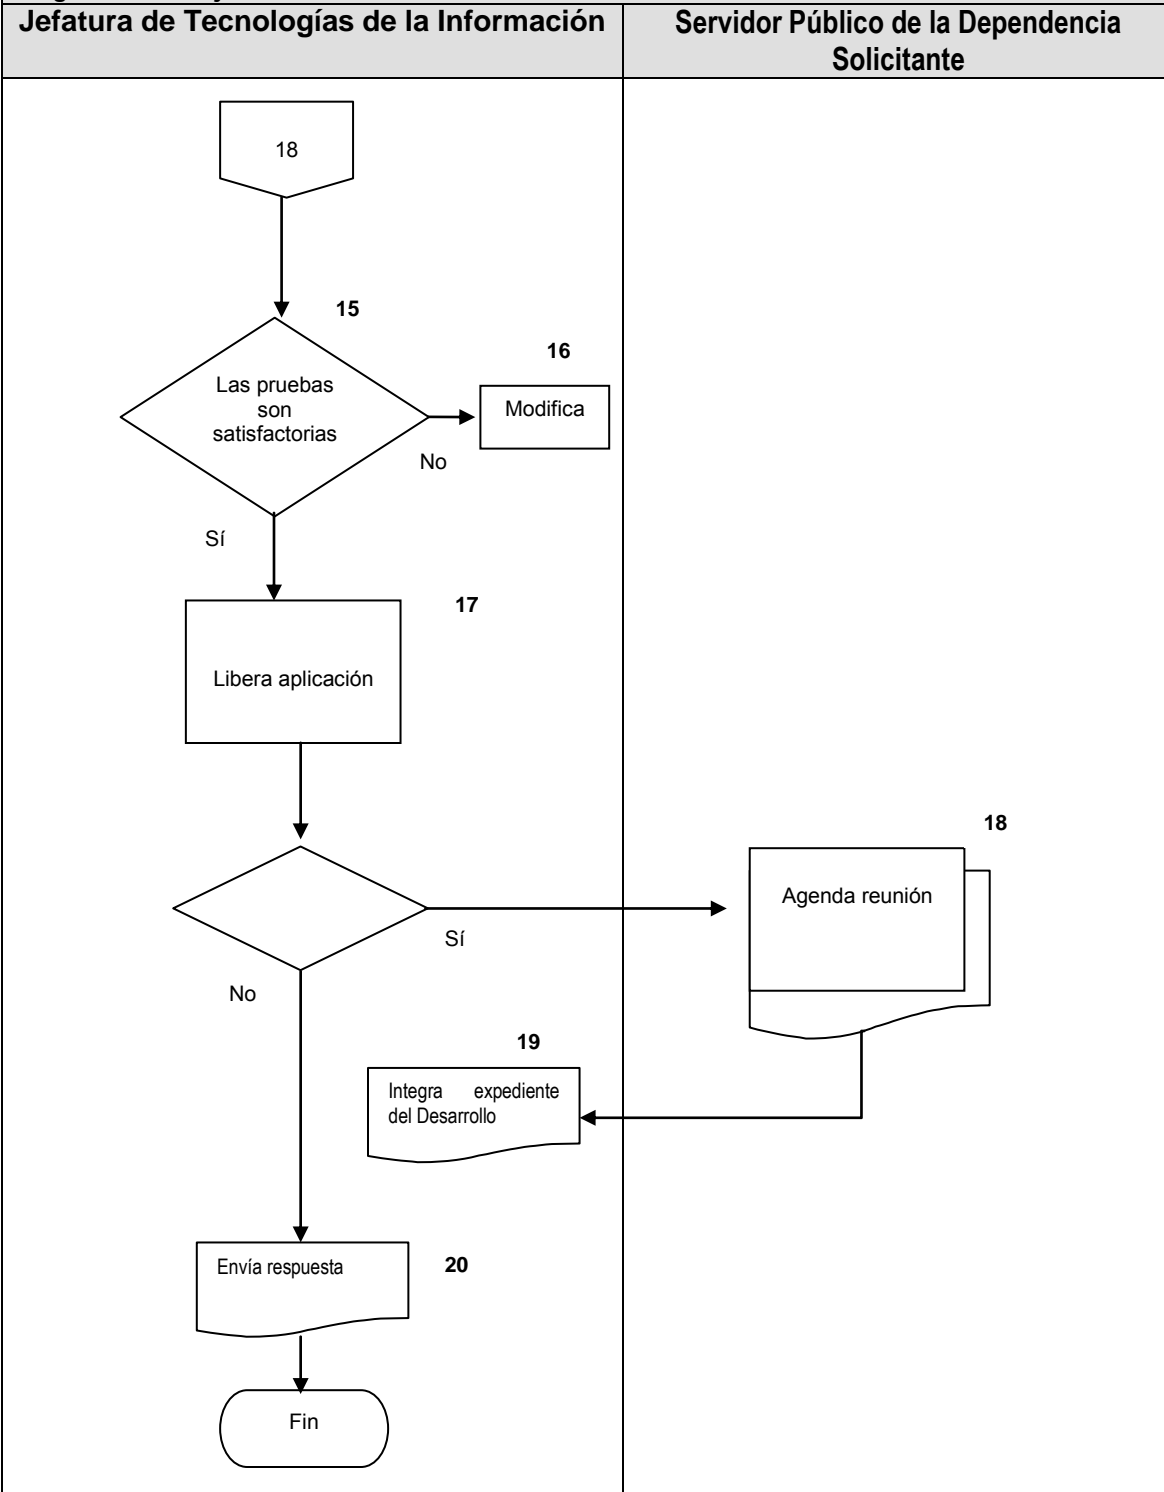 Jefatura de Tecnologías de la Información
Servidor Público de la Dependencia
Solicitante
18
15
16
Las pruebas
son
satisfactorias
Modifica
No
Sí
17
Libera aplicación
18
Agenda reunión
Sí
No
19
Integra expediente
del Desarrollo
Envía respuesta
20
Fin